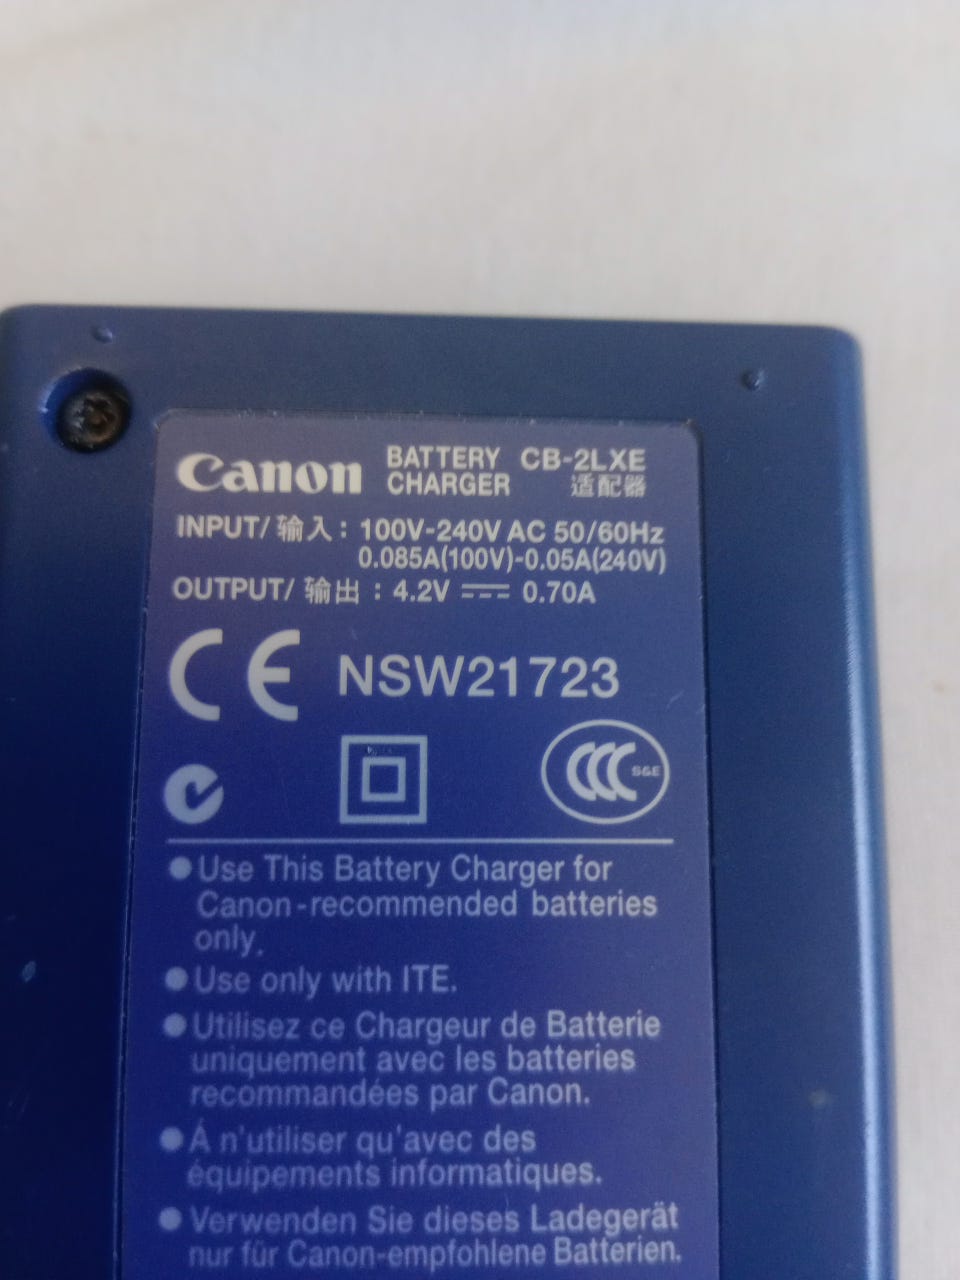 Canon BATTERY CHARGER CB-2LXE 适配器
INPUT/输入: 100V-240V AC 50/60Hz
0.085A(100V)-0.05A(240V)
OUTPUT/输出: 4.2V ⎓ 0.70A
CE NSW21723
CCC S&E
●Use This Battery Charger for
Canon-recommended batteries
only.
●Use only with ITE.
●Utilisez ce Chargeur de Batterie
uniquement avec les batteries
recommandées par Canon.
●Á n'utiliser qu'avec des
équipements informatiques.
●Verwenden Sie dieses Ladegerät
nur für Canon-empfohlene Batterien.